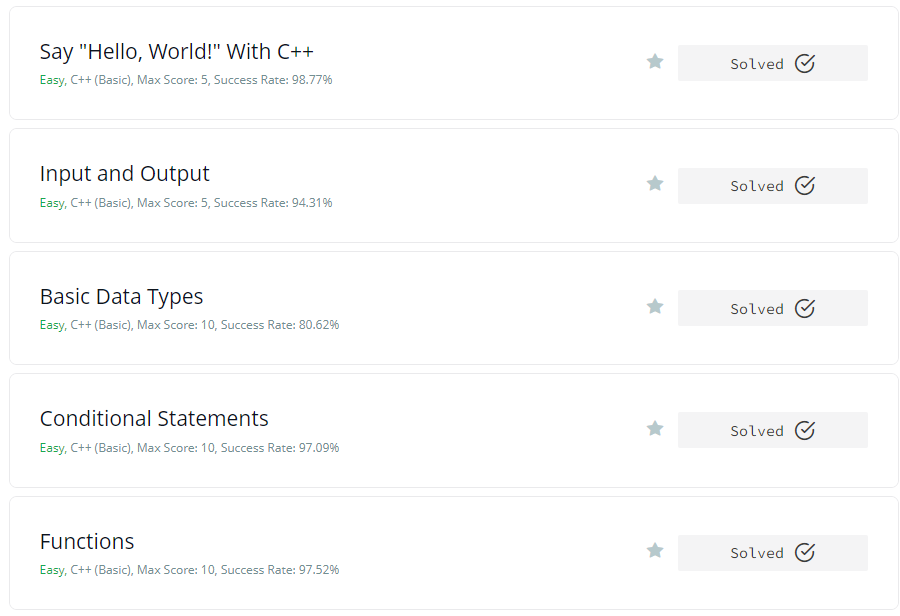 Say "Hello, World!" With C++
Easy, C++ (Basic), Max Score: 5, Success Rate: 98.77%
Solved
Input and Output
Easy, C++ (Basic), Max Score: 5, Success Rate: 94.31%
Solved
Basic Data Types
Easy, C++ (Basic), Max Score: 10, Success Rate: 80.62%
Solved
Conditional Statements
Easy, C++ (Basic), Max Score: 10, Success Rate: 97.09%
Solved
Functions
Easy, C++ (Basic), Max Score: 10, Success Rate: 97.52%
Solved